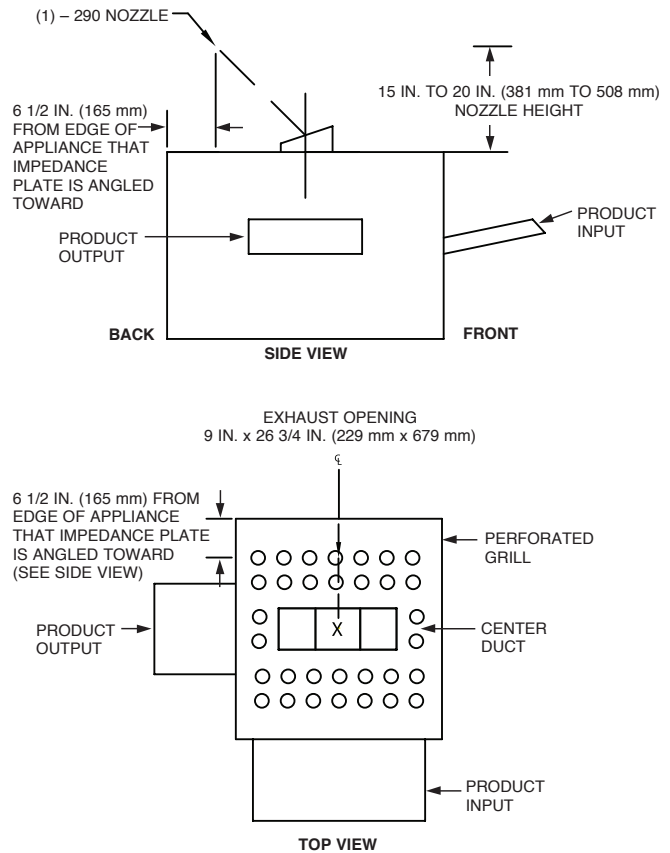 (1) – 290 NOZZLE
15 IN. TO 20 IN. (381 mm TO 508 mm)
NOZZLE HEIGHT
6 1/2 IN. (165 mm)
FROM EDGE OF
APPLIANCE THAT
IMPEDANCE
PLATE IS ANGLED
TOWARD
PRODUCT
INPUT
PRODUCT
OUTPUT
BACK
FRONT
SIDE VIEW
EXHAUST OPENING
9 IN. x 26 3/4 IN. (229 mm x 679 mm)
℄
6 1/2 IN. (165 mm) FROM
EDGE OF APPLIANCE
THAT IMPEDANCE PLATE
IS ANGLED TOWARD
(SEE SIDE VIEW)
PERFORATED
GRILL
PRODUCT
OUTPUT
X
CENTER
DUCT
PRODUCT
INPUT
TOP VIEW